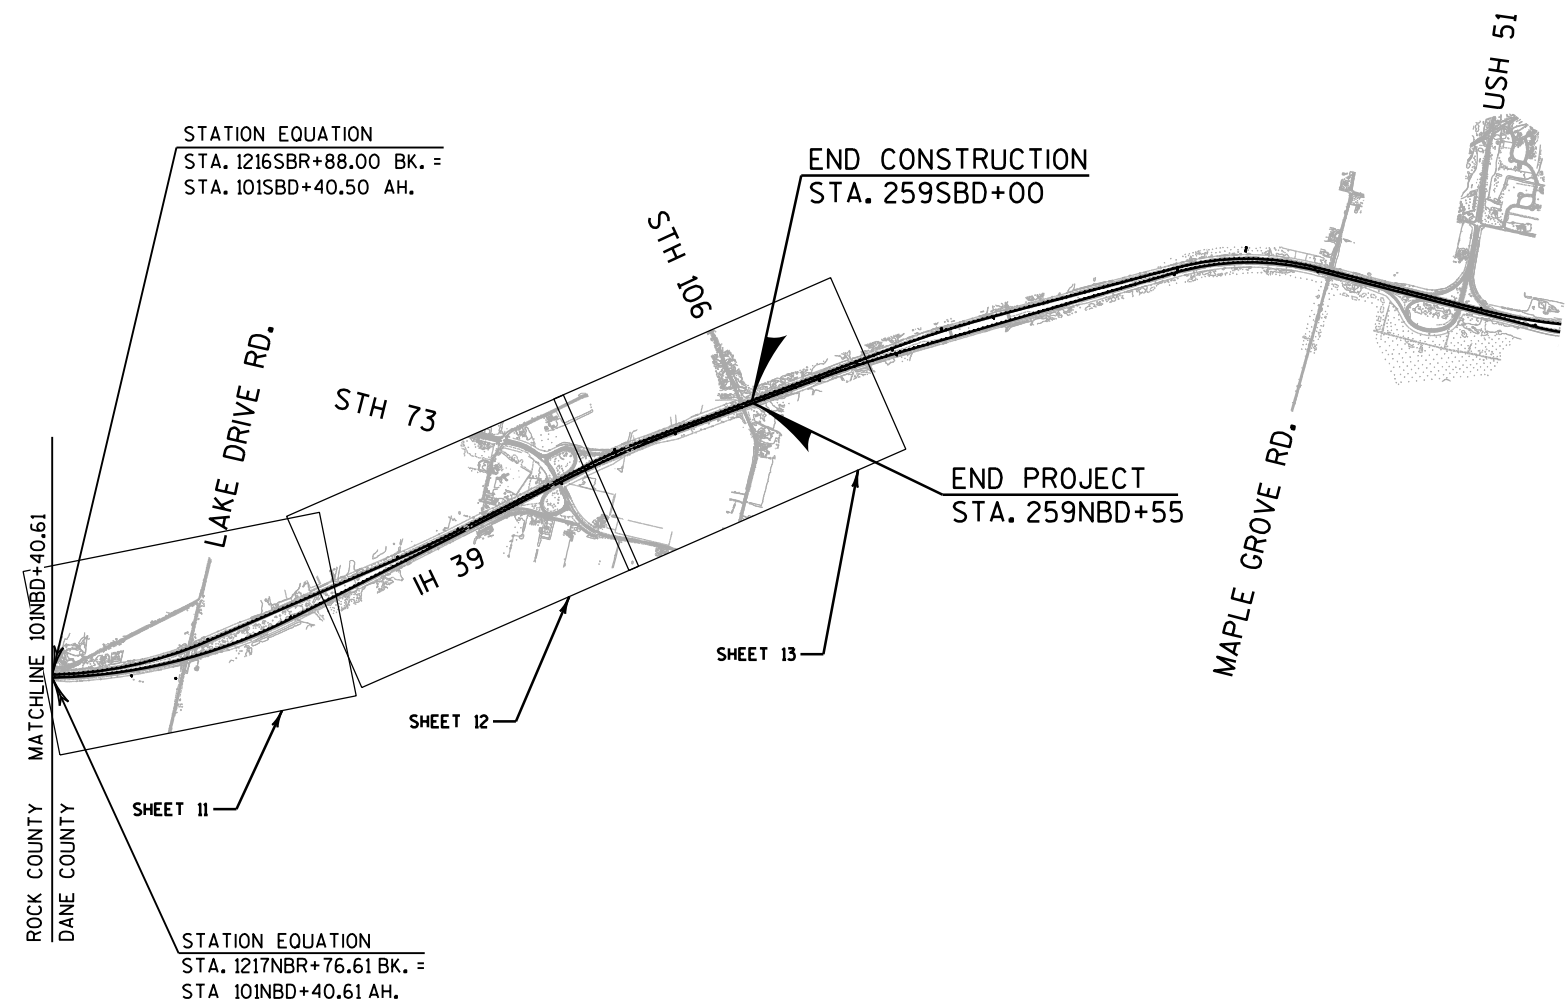 USH 51
STATION EQUATION
STA. 1216SBR+88.00 BK. =
STA. 101SBD+40.50 AH.
END CONSTRUCTION
STA. 259SBD+00
STH 106
LAKE DRIVE RD.
STH 73
IH 39
END PROJECT
STA. 259NBD+55
MAPLE GROVE RD.
SHEET 13
SHEET 12
SHEET 11
MATCHLINE 101NBD+40.61
ROCK COUNTY
DANE COUNTY
STATION EQUATION
STA. 1217NBR+76.61 BK. =
STA 101NBD+40.61 AH.